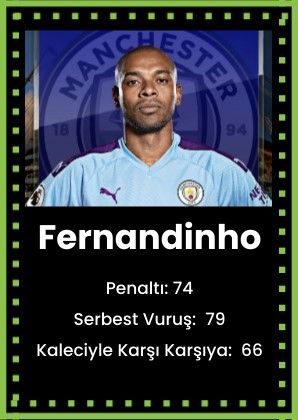 MANCHESTER
18 94
Fernandinho
Penaltı: 74
Serbest Vuruş: 79
Kaleciyle Karşı Karşıya: 66